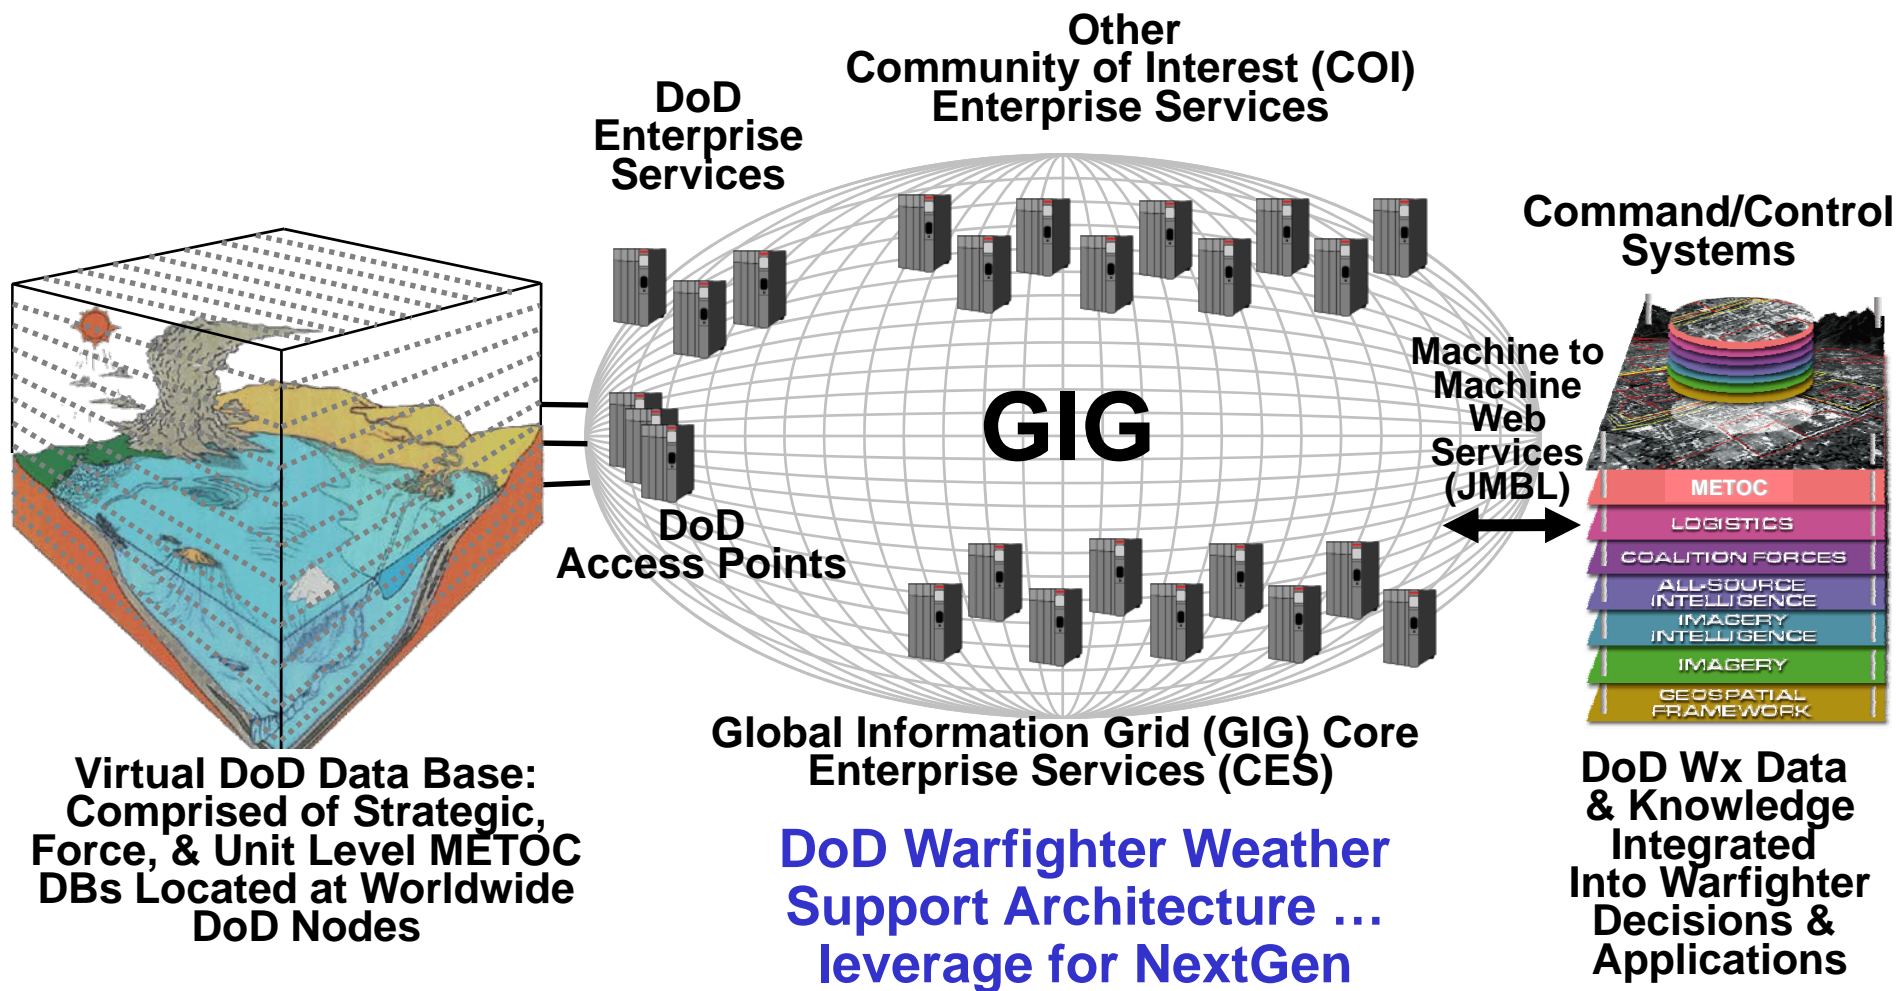 Other
Community of Interest (COI)
Enterprise Services
DoD
Enterprise
Services
Command/Control
Systems
Machine to
Machine
Web
Services
(JMBL)
GIG
METOC
LOGISTICS
COALITION FORCES
ALL-SOURCE
INTELLIGENCE
IMAGERY
INTELLIGENCE
IMAGERY
GEOSPATIAL
FRAMEWORK
DoD
Access Points
Global Information Grid (GIG) Core
Enterprise Services (CES)
Virtual DoD Data Base:
Comprised of Strategic,
Force, & Unit Level METOC
DBs Located at Worldwide
DoD Nodes
DoD Warfighter Weather
Support Architecture …
leverage for NextGen
DoD Wx Data
& Knowledge
Integrated
Into Warfighter
Decisions &
Applications